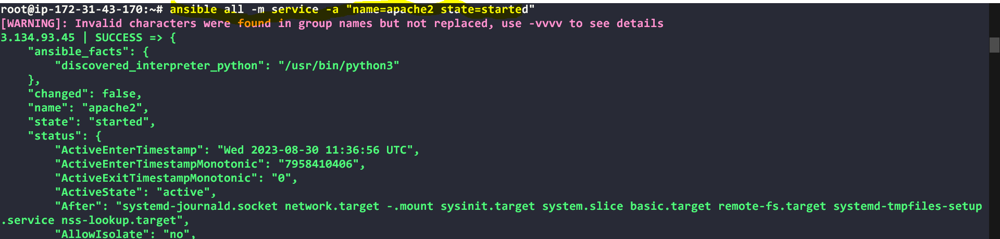 root@ip-172-31-43-170:~# ansible all -m service -a "name=apache2 state=started"
[WARNING]: Invalid characters were found in group names but not replaced, use -vvvv to see details
3.134.93.45 | SUCCESS => {
    "ansible_facts": {
        "discovered_interpreter_python": "/usr/bin/python3"
    },
    "changed": false,
    "name": "apache2",
    "state": "started",
    "status": {
        "ActiveEnterTimestamp": "Wed 2023-08-30 11:36:56 UTC",
        "ActiveEnterTimestampMonotonic": "7958410406",
        "ActiveExitTimestampMonotonic": "0",
        "ActiveState": "active",
        "After": "systemd-journald.socket network.target -.mount sysinit.target system.slice basic.target remote-fs.target systemd-tmpfiles-setup
.service nss-lookup.target",
        "AllowIsolate": "no",